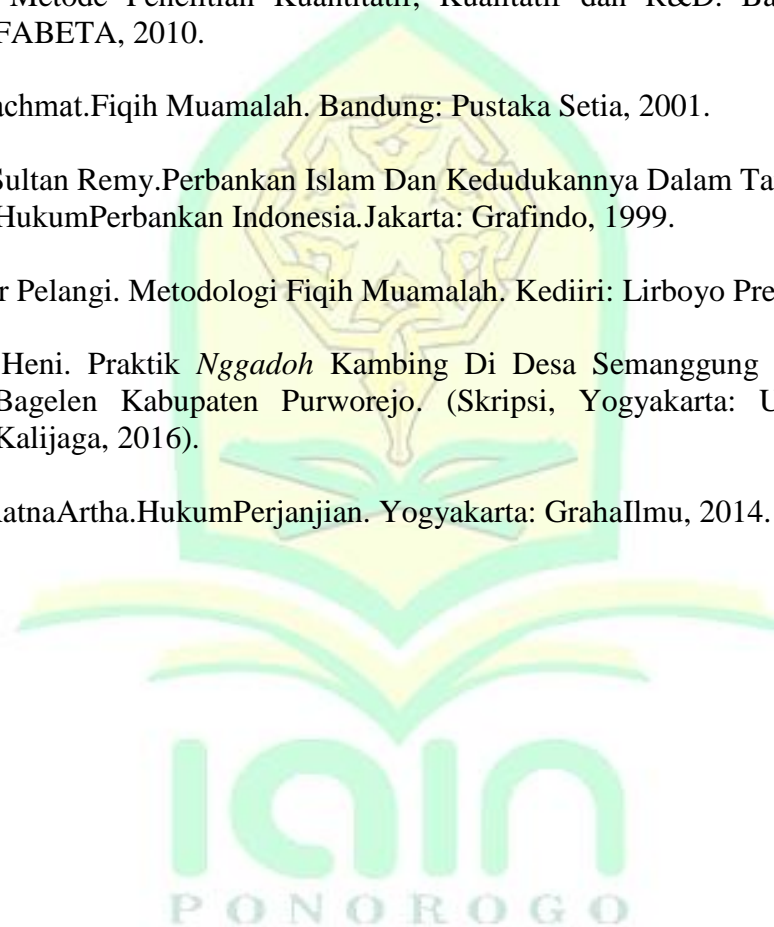 Metode Penelitian Kuantitatif, Kualitatif dan R&D. Ba
FABETA, 2010.
achmat.Fiqih Muamalah. Bandung: Pustaka Setia, 2001.
Sultan Remy.Perbankan Islam Dan Kedudukannya Dalam Ta
HukumPerbankan Indonesia.Jakarta: Grafindo, 1999.
r Pelangi. Metodologi Fiqih Muamalah. Kediiri: Lirboyo Pre
Heni. Praktik Nggadoh Kambing Di Desa Semanggung
Bagelen Kabupaten Purworejo. (Skripsi, Yogyakarta: U
Kalijaga, 2016).
RatnaArtha.HukumPerjanjian. Yogyakarta: GrahaIlmu, 2014.
iain
PONOROGO